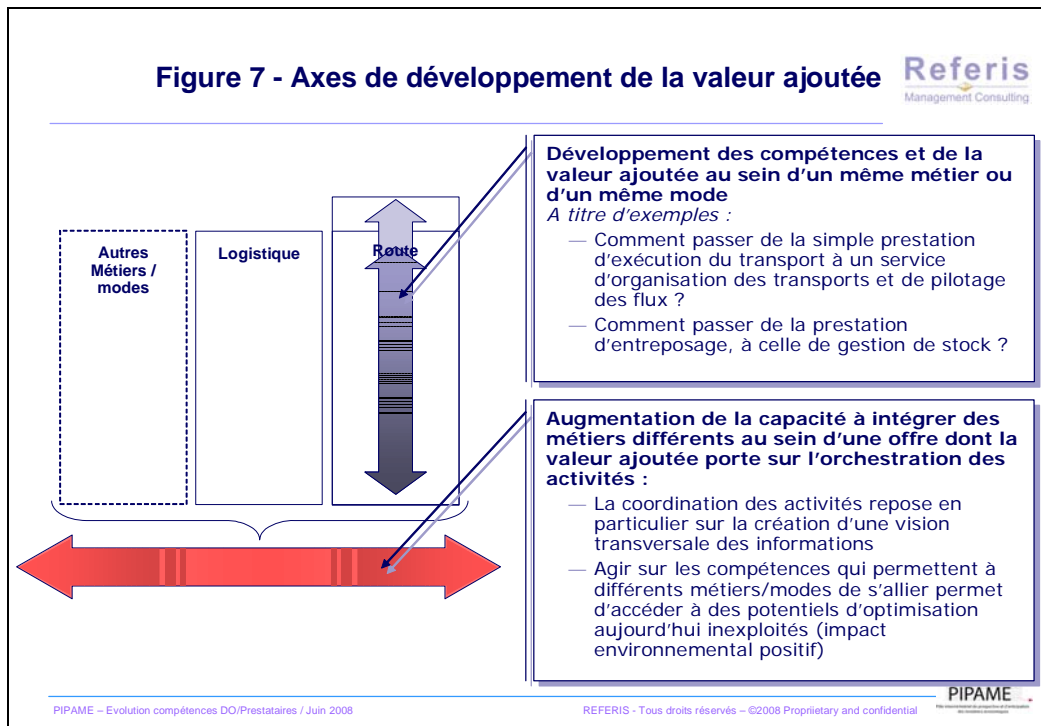 Figure 7 - Axes de développement de la valeur ajoutée
Referis
Management Consulting
Autres
Métiers /
modes
Logistique
Route
Développement des compétences et de la
valeur ajoutée au sein d'un même métier ou
d'un même mode
A titre d'exemples :
— Comment passer de la simple prestation
d'exécution du transport à un service
d'organisation des transports et de pilotage
des flux ?
— Comment passer de la prestation
d'entreposage, à celle de gestion de stock ?
Augmentation de la capacité à intégrer des
métiers différents au sein d'une offre dont la
valeur ajoutée porte sur l'orchestration des
activités :
— La coordination des activités repose en
particulier sur la création d'une vision
transversale des informations
— Agir sur les compétences qui permettent à
différents métiers/modes de s'allier permet
d'accéder à des potentiels d'optimisation
aujourd'hui inexploités (impact
environnemental positif)
PIPAME – Evolution compétences DO/Prestataires / Juin 2008
REFERIS - Tous droits réservés – ©2008 Propriietary and confidential
PIPAME